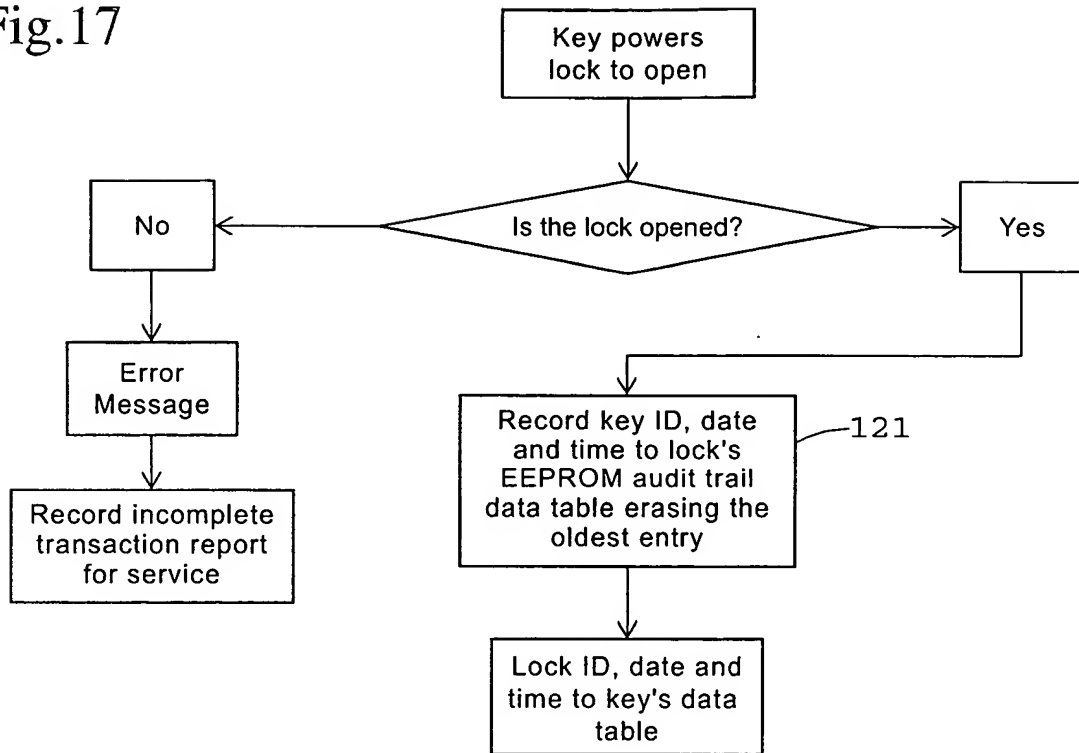 Fig.17
Key powers
lock to open
Is the lock opened?
No
Yes
Error
Message
Record incomplete
transaction report
for service
Record key ID, date
and time to lock's
EEPROM audit trail
data table erasing the
oldest entry
121
Lock ID, date and
time to key's data
table